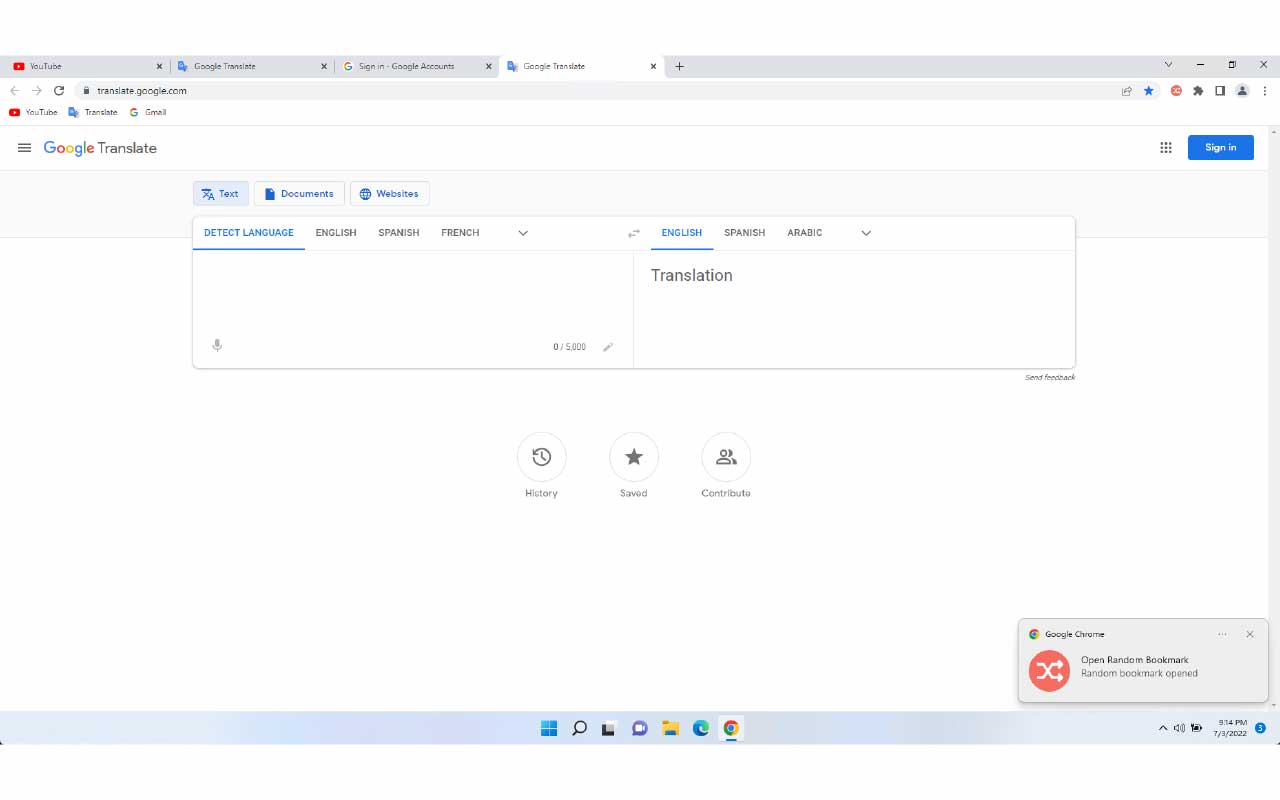 YouTube
Google Translate
Sign in - Google Accounts
Google Translate
translate.google.com
YouTube
Translate
Gmail
Google Translate
Sign in
Text
Documents
Websites
DETECT LANGUAGE
ENGLISH
SPANISH
FRENCH
ENGLISH
SPANISH
ARABIC
Translation
0 / 5,000
Send feedback
History
Saved
Contribute
Google Chrome
Open Random Bookmark
Random bookmark opened
9:14 PM
7/3/2022
3